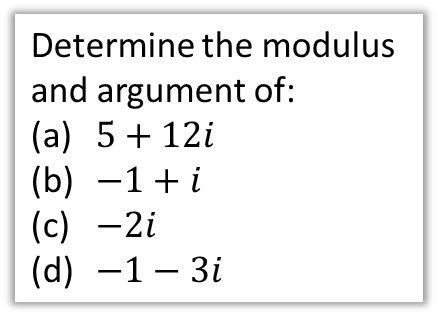 Determine the modulus
and argument of:
(a) 5 + 12i
(b) −1 + i
(c) −2i
(d) −1 − 3i